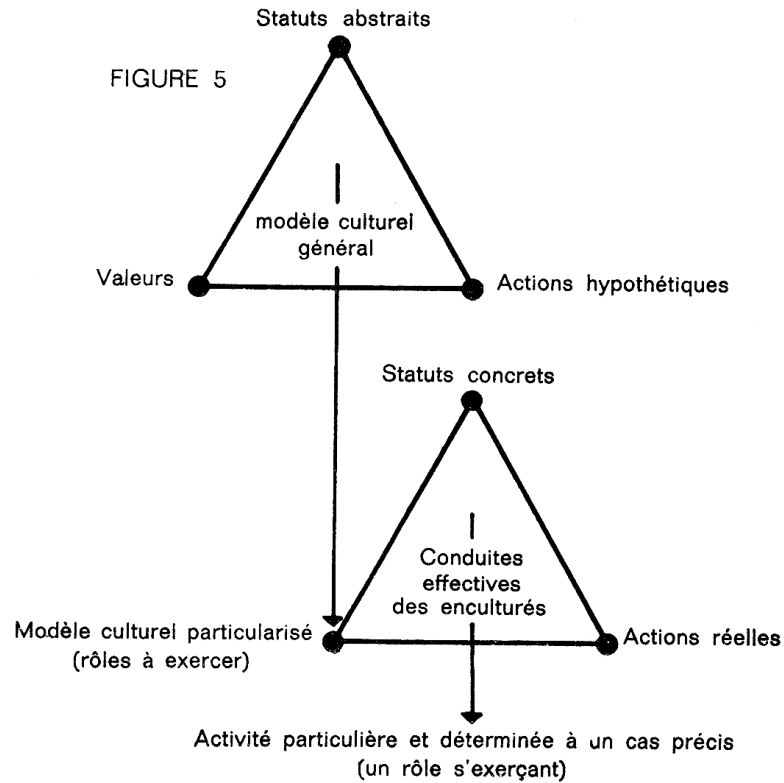 Statuts abstraits
FIGURE 5
modèle culturel
général
Valeurs
Actions hypothétiques
Statuts concrets
Conduites
effectives
des enculturés
Modèle culturel particularisé
(rôles à exercer)
Actions réelles
Activité particulière et déterminée à un cas précis
(un rôle s'exerçant)